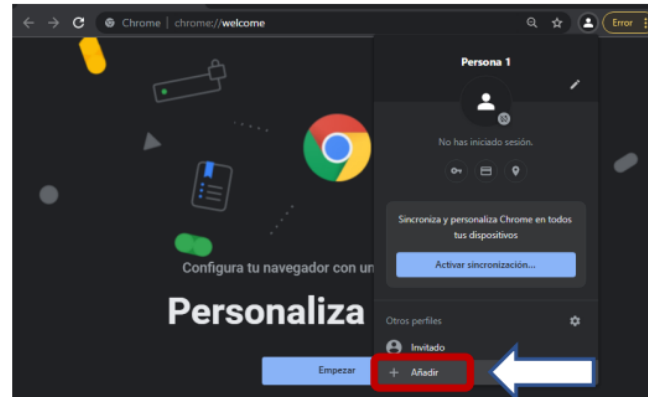 Chrome | chrome://welcome
Error
Persona 1
No has iniciado sesión.
Sincroniza y personaliza Chrome en todos
tus dispositivos
Activar sincronización...
Configura tu navegador con un
Personaliza
Empezar
Otros perfiles
Invitado
+ Añadir